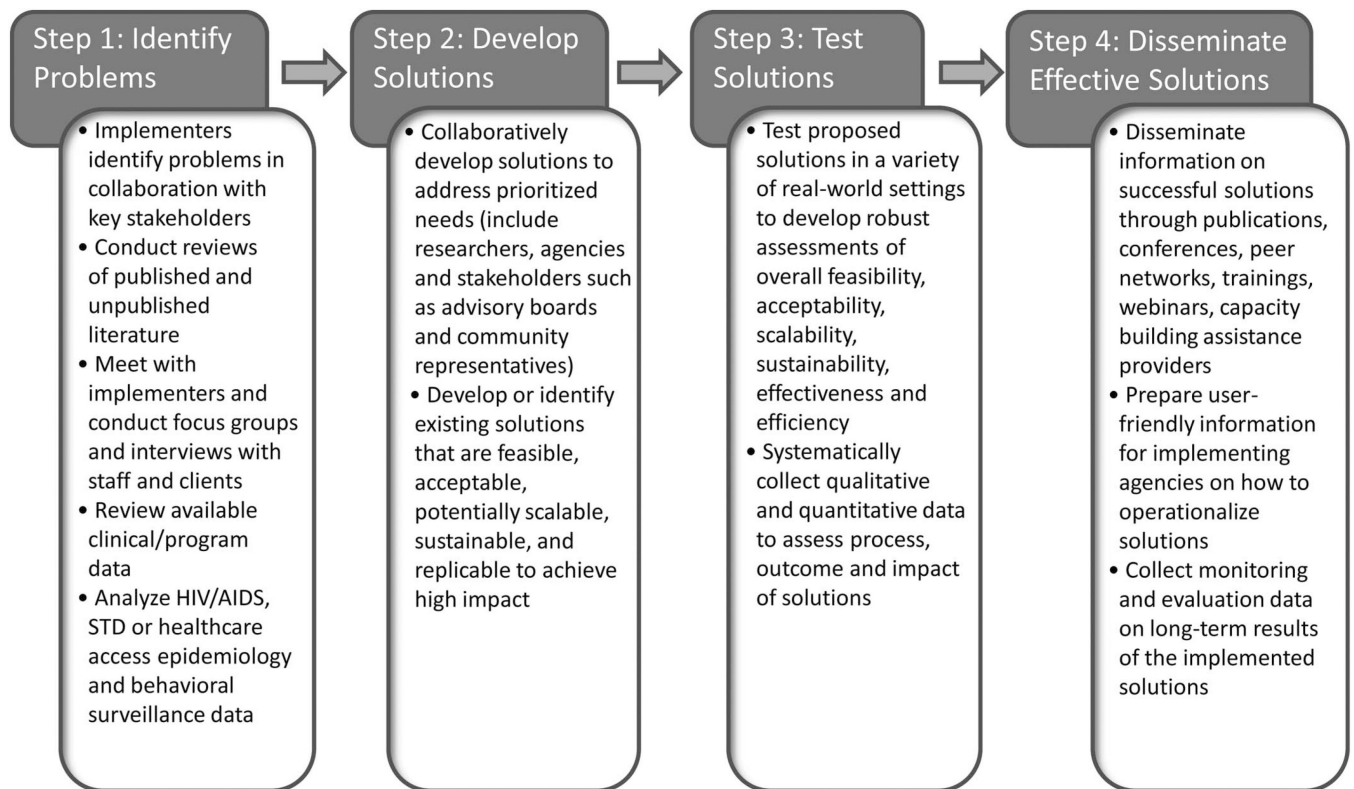 Step 1: Identify
Problems
• Implementers
identify problems in
collaboration with
key stakeholders
• Conduct reviews
of published and
unpublished
literature
• Meet with
implementers and
conduct focus groups
and interviews with
staff and clients
• Review available
clinical/program
data
• Analyze HIV/AIDS,
STD or healthcare
access epidemiology
and behavioral
surveillance data
Step 2: Develop
Solutions
• Collaboratively
develop solutions to
address prioritized
needs (include
researchers, agencies
and stakeholders such
as advisory boards
and community
representatives)
• Develop or identify
existing solutions
that are feasible,
acceptable,
potentially scalable,
sustainable, and
replicable to achieve
high impact
Step 3: Test
Solutions
• Test proposed
solutions in a variety
of real-world settings
to develop robust
assessments of
overall feasibility,
acceptability,
scalability,
sustainability,
effectiveness and
efficiency
• Systematically
collect qualitative
and quantitative data
to assess process,
outcome and impact
of solutions
Step 4: Disseminate
Effective Solutions
• Disseminate
information on
successful solutions
through publications,
conferences, peer
networks, trainings,
webinars, capacity
building assistance
providers
• Prepare user-
friendly information
for implementing
agencies on how to
operationalize
solutions
• Collect monitoring
and evaluation data
on long-term results
of the implemented
solutions